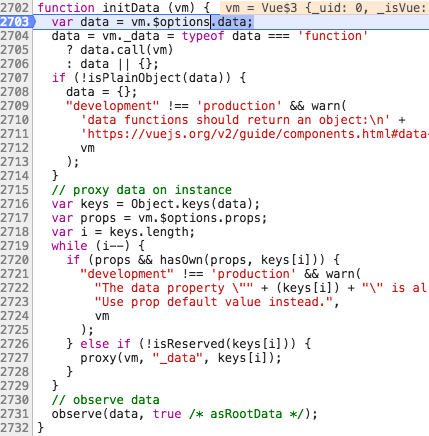 2702 function initData (vm) { vm = Vue$3 {_uid: 0, _isVue:
2703 var data = vm.$options.data;
2704 data = vm._data = typeof data === 'function'
2705 ? data.call(vm)
2706 : data || {};
2707 if (!isPlainObject(data)) {
2708 data = {};
2709 "development" !== 'production' && warn(
2710 'data functions should return an object:\n' +
2711 'https://vuejs.org/v2/guide/components.html#data-
2712 vm
2713 );
2714 }
2715 // proxy data on instance
2716 var keys = Object.keys(data);
2717 var props = vm.$options.props;
2718 var i = keys.length;
2719 while (i--) {
2720 if (props && hasOwn(props, keys[i])) {
2721 "development" !== 'production' && warn(
2722 "The data property \"" + (keys[i]) + "\" is al
2723 "Use prop default value instead.",
2724 vm
2725 );
2726 } else if (!isReserved(keys[i])) {
2727 proxy(vm, "_data", keys[i]);
2728 }
2729 }
2730 // observe data
2731 observe(data, true /* asRootData */);
2732 }